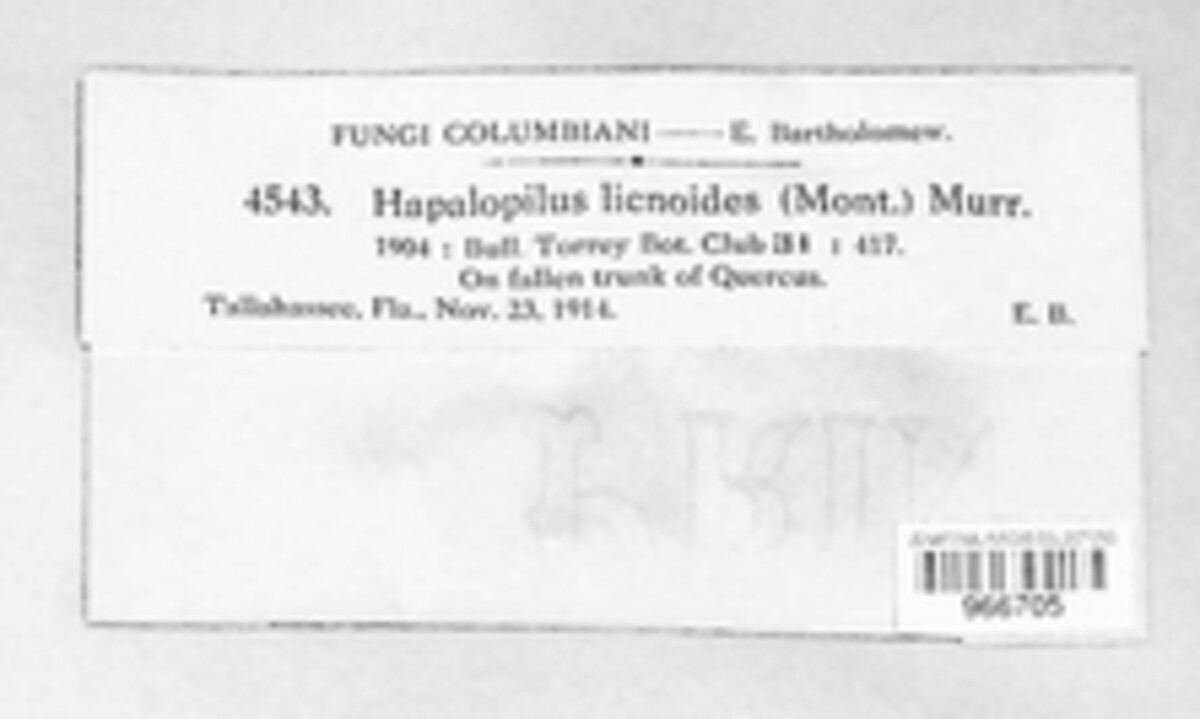 FUNGI COLUMBIANI — E. Bartholomew.
4543. Hapalopilus licnoides (Mont.) Murr.
1904 : Bull. Torrey Bot. Club 31 : 417.
On fallen trunk of Quercus.
Tallahassee, Fla., Nov. 23, 1914. E. B.
966705